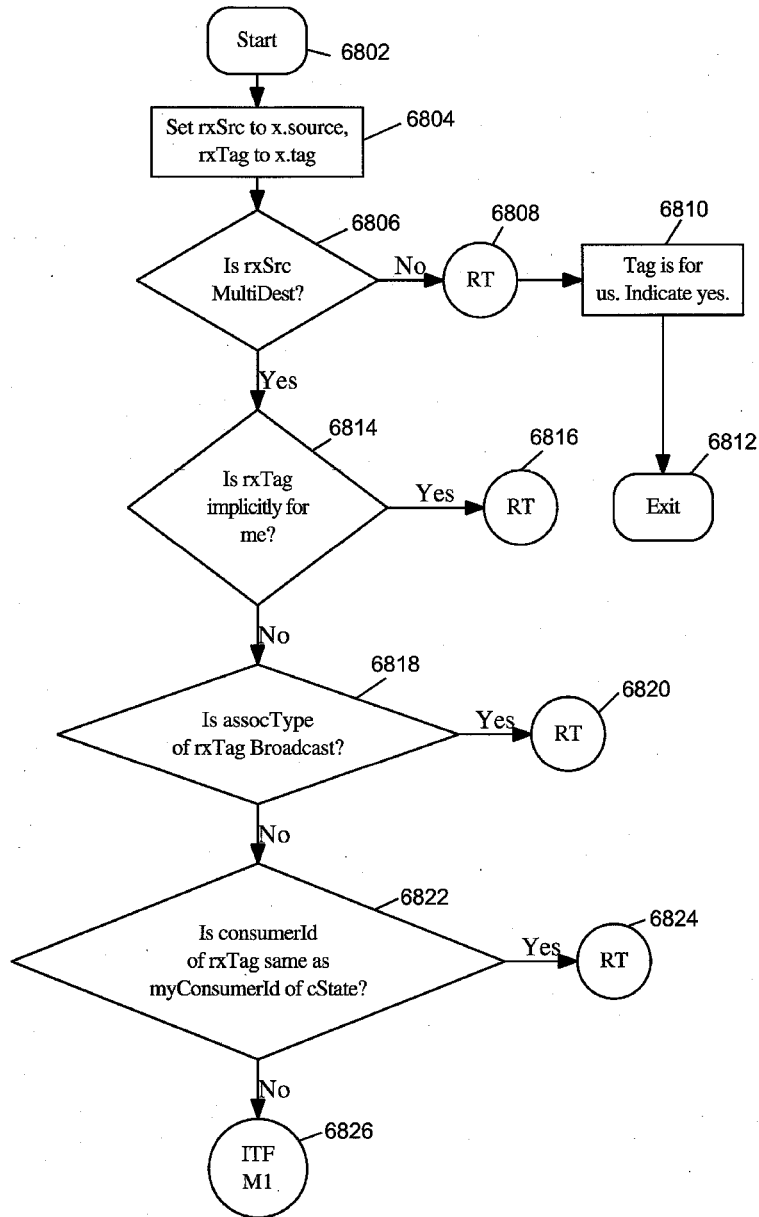 Start
6802
Set rxSrc to x.source,
rxTag to x.tag
6804
Is rxSrc
MultiDest?
6806
No
RT
6808
Tag is for
us. Indicate yes.
6810
Yes
Is rxTag
implicitly for
me?
6814
Yes
RT
6816
Exit
6812
No
Is assocType
of rxTag Broadcast?
6818
Yes
RT
6820
No
Is consumerId
of rxTag same as
myConsumerId of cState?
6822
Yes
RT
6824
No
ITF
M1
6826